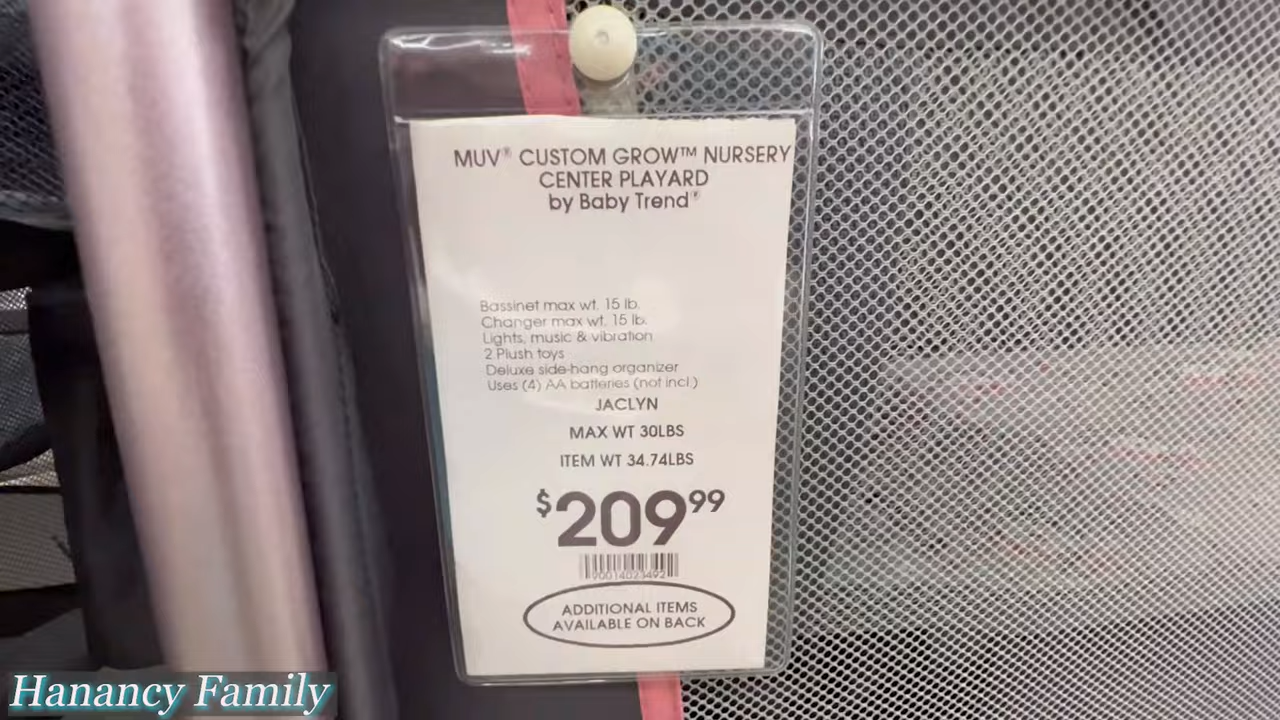 MUV® CUSTOM GROW™ NURSERY
CENTER PLAYARD
by Baby Trend®
Bassinet max wt. 15 lb.
Changer max wt. 15 lb.
Lights, music & vibration
2 Plush toys
Deluxe side-hang organizer
Uses (4) AA batteries (not incl.)
JACLYN
MAX WT 30LBS
ITEM WT 34.74LBS
$209⁹⁹
90014023492
ADDITIONAL ITEMS
AVAILABLE ON BACK
Hanancy Family